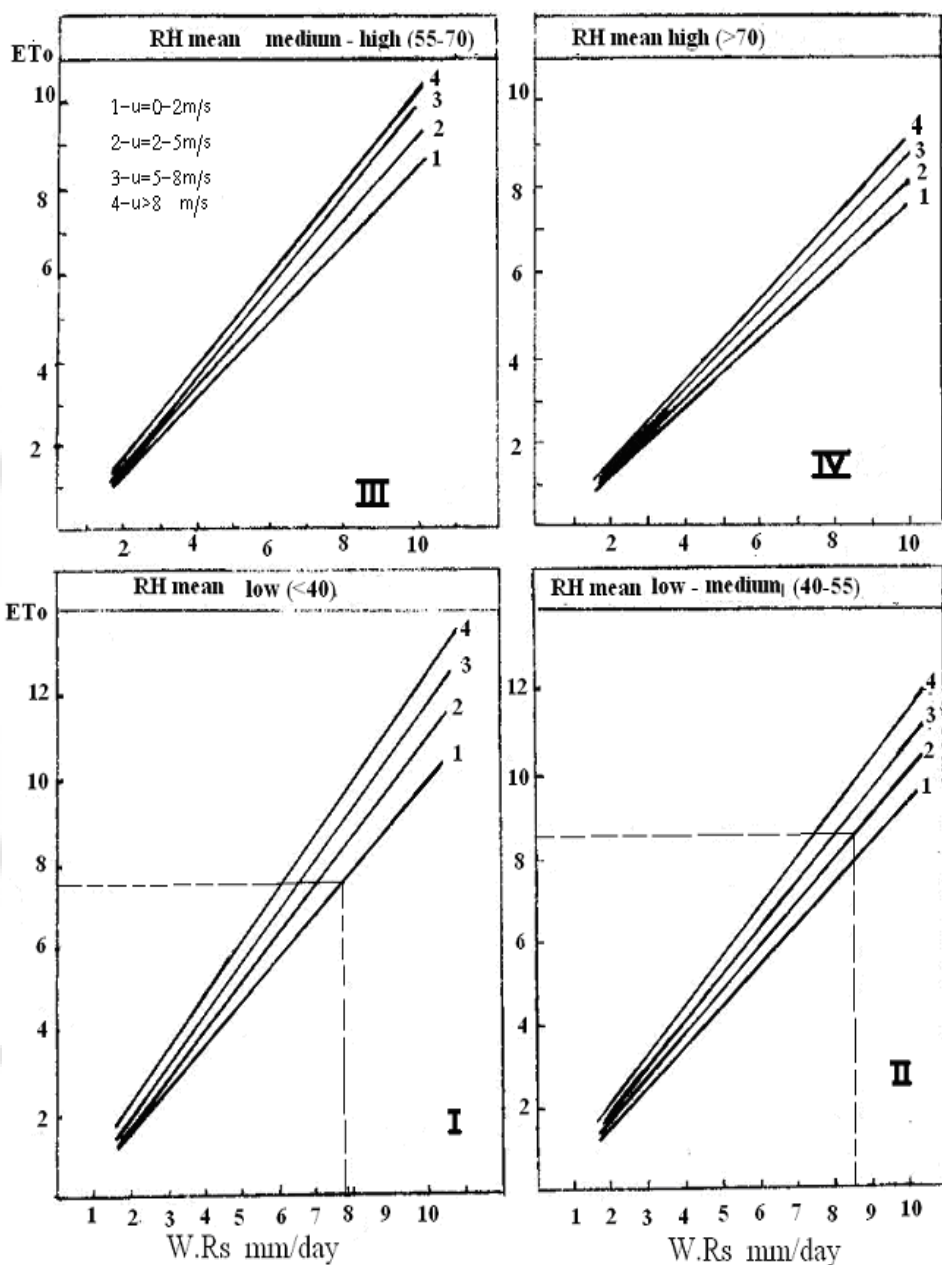 RH mean medium - high (55-70)
ETo
10
8
6
4
2
1-u=0-2m/s
2-u=2-5m/s
3-u=5-8m/s
4-u>8 m/s
4
3
2
1
III
2 4 6 8 10
RH mean high (>70)
10
8
6
4
2
4
3
2
1
IV
2 4 6 8 10
RH mean low (<40)
ETo
12
10
8
6
4
2
4
3
2
1
I
1 2 3 4 5 6 7 8 9 10
W.Rs mm/day
RH mean low - medium (40-55)
12
10
8
6
4
2
4
3
2
1
II
1 2 3 4 5 6 7 8 9 10
W.Rs mm/day